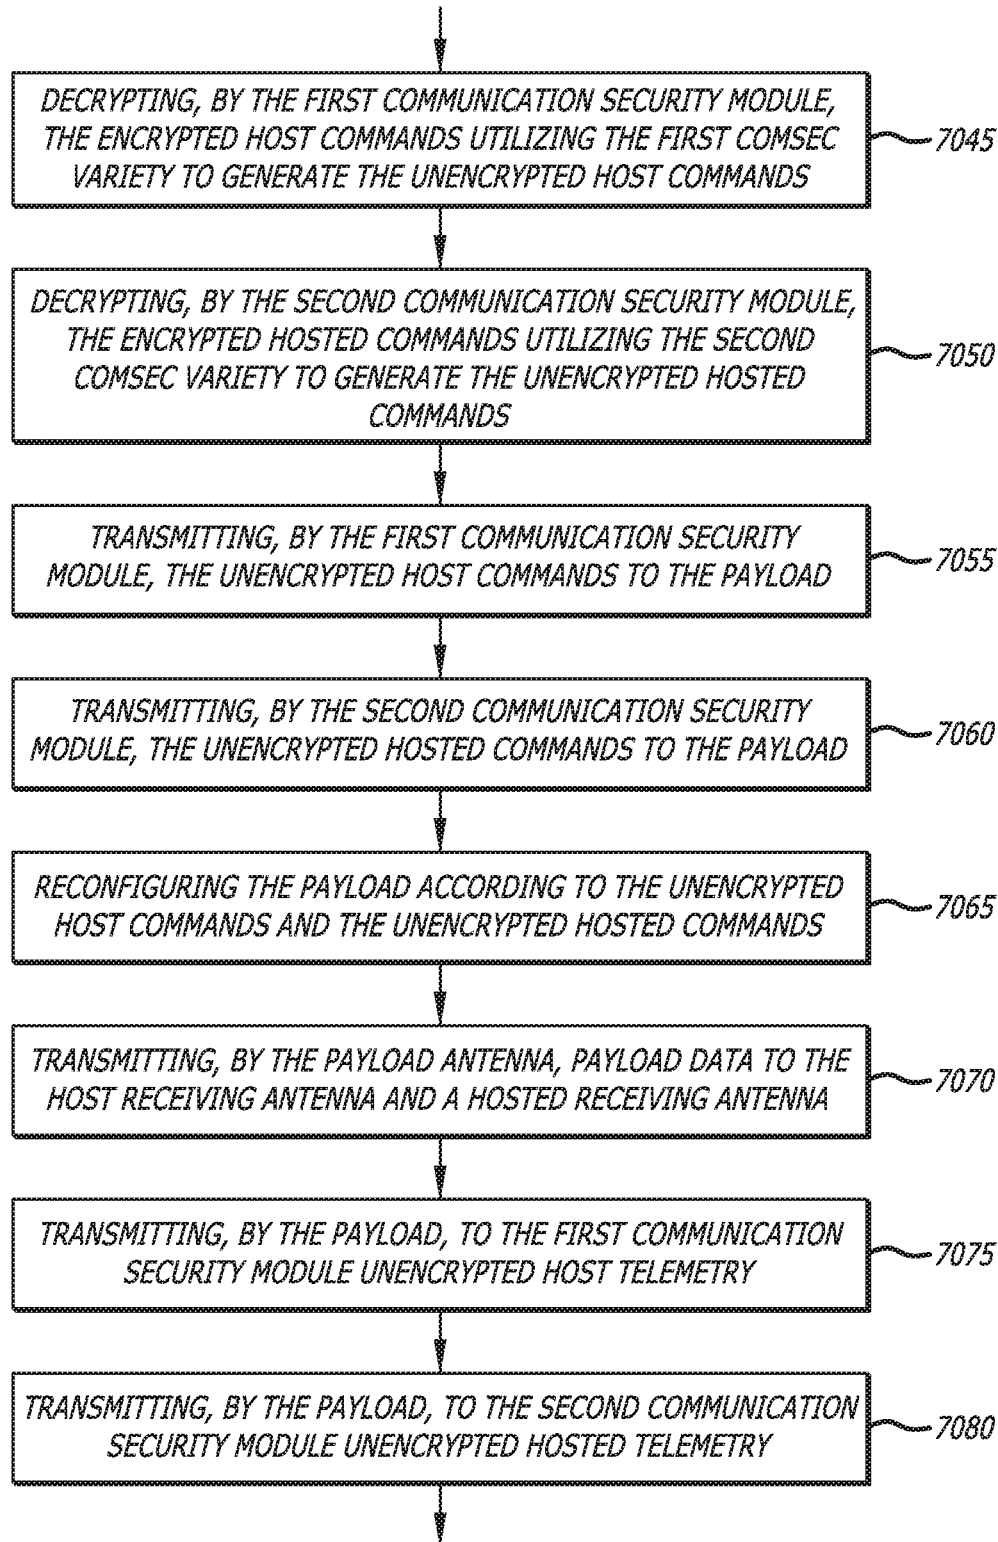 DECRYPTING, BY THE FIRST COMMUNICATION SECURITY MODULE,
THE ENCRYPTED HOST COMMANDS UTILIZING THE FIRST COMSEC
VARIETY TO GENERATE THE UNENCRYPTED HOST COMMANDS
7045
DECRYPTING, BY THE SECOND COMMUNICATION SECURITY MODULE,
THE ENCRYPTED HOSTED COMMANDS UTILIZING THE SECOND
COMSEC VARIETY TO GENERATE THE UNENCRYPTED HOSTED
COMMANDS
7050
TRANSMITTING, BY THE FIRST COMMUNICATION SECURITY
MODULE, THE UNENCRYPTED HOST COMMANDS TO THE PAYLOAD
7055
TRANSMITTING, BY THE SECOND COMMUNICATION SECURITY
MODULE, THE UNENCRYPTED HOSTED COMMANDS TO THE PAYLOAD
7060
RECONFIGURING THE PAYLOAD ACCORDING TO THE UNENCRYPTED
HOST COMMANDS AND THE UNENCRYPTED HOSTED COMMANDS
7065
TRANSMITTING, BY THE PAYLOAD ANTENNA, PAYLOAD DATA TO THE
HOST RECEIVING ANTENNA AND A HOSTED RECEIVING ANTENNA
7070
TRANSMITTING, BY THE PAYLOAD, TO THE FIRST COMMUNICATION
SECURITY MODULE UNENCRYPTED HOST TELEMETRY
7075
TRANSMITTING, BY THE PAYLOAD, TO THE SECOND COMMUNICATION
SECURITY MODULE UNENCRYPTED HOSTED TELEMETRY
7080